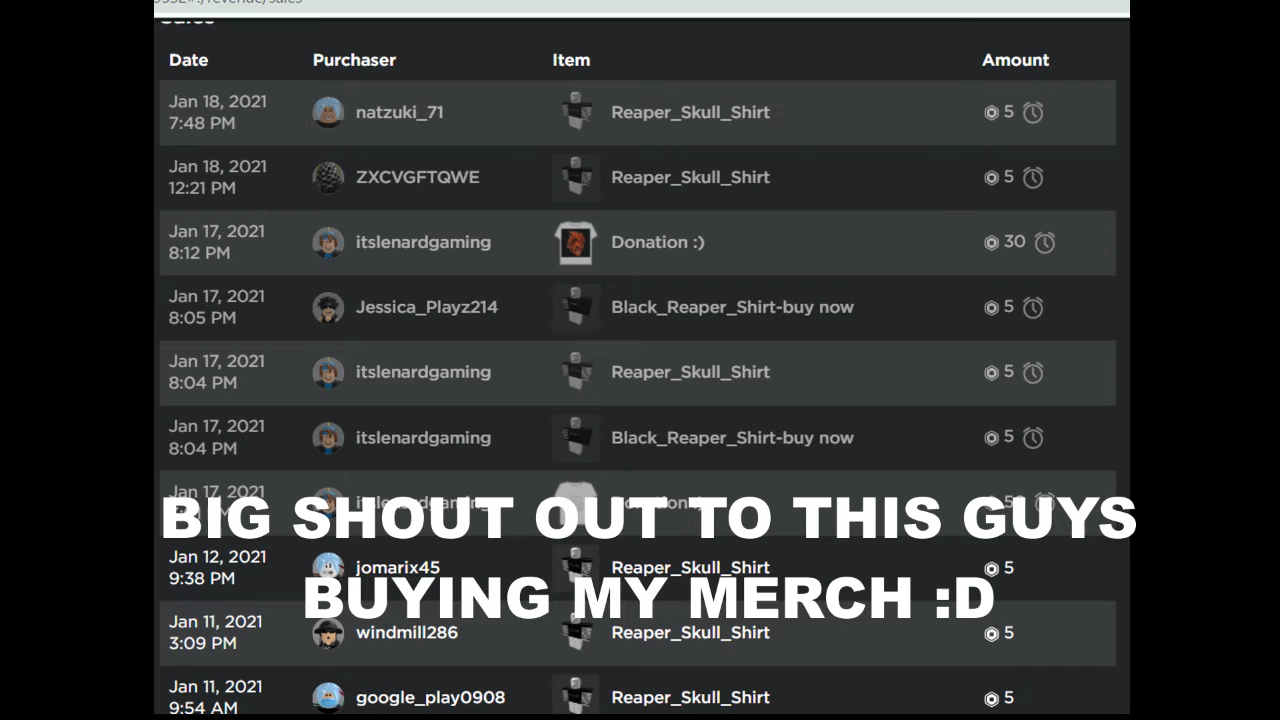 Date Purchaser Item Amount
Jan 18, 2021
7:48 PM
natzuki_71 Reaper_Skull_Shirt 5
Jan 18, 2021
12:21 PM
ZXCVGFTQWE Reaper_Skull_Shirt 5
Jan 17, 2021
8:12 PM
itslenardgaming Donation :) 30
Jan 17, 2021
8:05 PM
Jessica_Playz214 Black_Reaper_Shirt-buy now 5
Jan 17, 2021
8:04 PM
itslenardgaming Reaper_Skull_Shirt 5
Jan 17, 2021
8:04 PM
itslenardgaming Black_Reaper_Shirt-buy now 5
Jan 17, 2021
BIG SHOUT OUT TO THIS GUYS
Jan 12, 2021
9:38 PM
jomarix45 Reaper_Skull_Shirt 5
BUYING MY MERCH :D
Jan 11, 2021
3:09 PM
windmill286 Reaper_Skull_Shirt 5
Jan 11, 2021
9:54 AM
google_play0908 Reaper_Skull_Shirt 5